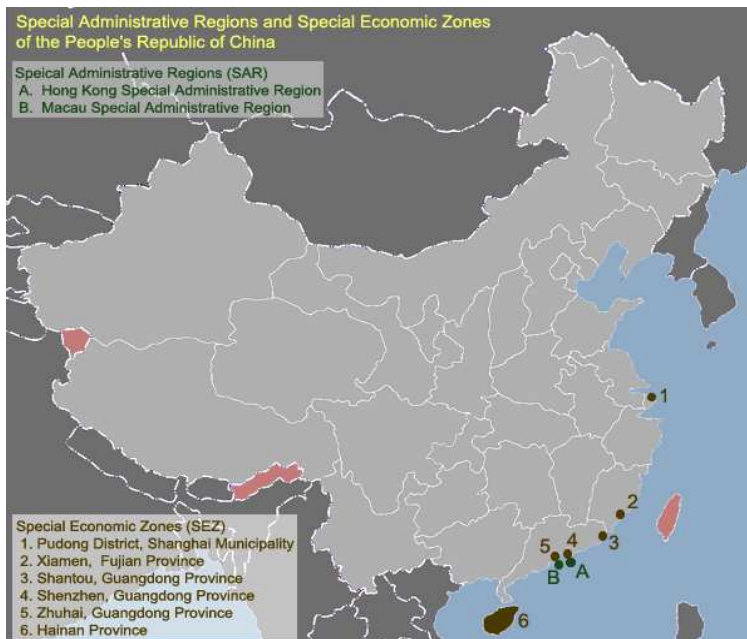 Special Administrative Regions and Special Economic Zones
of the People's Republic of China
Speical Administrative Regions (SAR)
A. Hong Kong Special Administrative Region
B. Macau Special Administrative Region
1
2
3
4
5
A
B
6
Special Economic Zones (SEZ)
1. Pudong District, Shanghai Municipality
2. Xiamen, Fujian Province
3. Shantou, Guangdong Province
4. Shenzhen, Guangdong Province
5. Zhuhai, Guangdong Province
6. Hainan Province